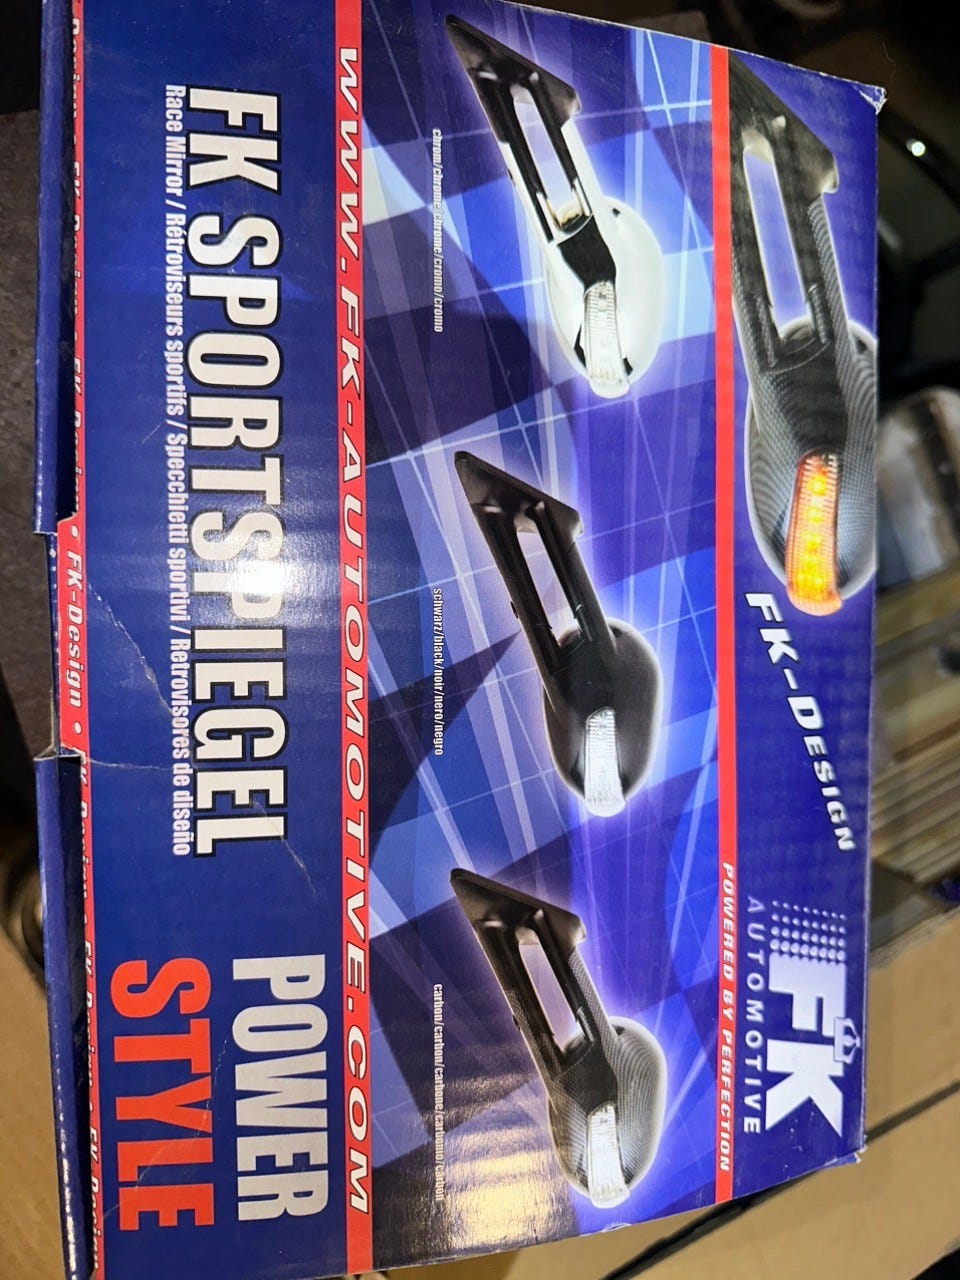 FK-DESIGN
FK
AUTOMOTIVE
POWERED BY PERFECTION
chrom/chrome/chrome/cromo/cromo
schwarz/black/noir/nero/negro
carbon/carbon/carbone/carbonio/carbon
WWW.FK-AUTOMOTIVE.COM
FK SPORTSPIEGEL
Race Mirror / Rétroviseurs sportifs / Specchietti sportivi / Retrovisores de diseño
POWER
STYLE
• FK-Design •